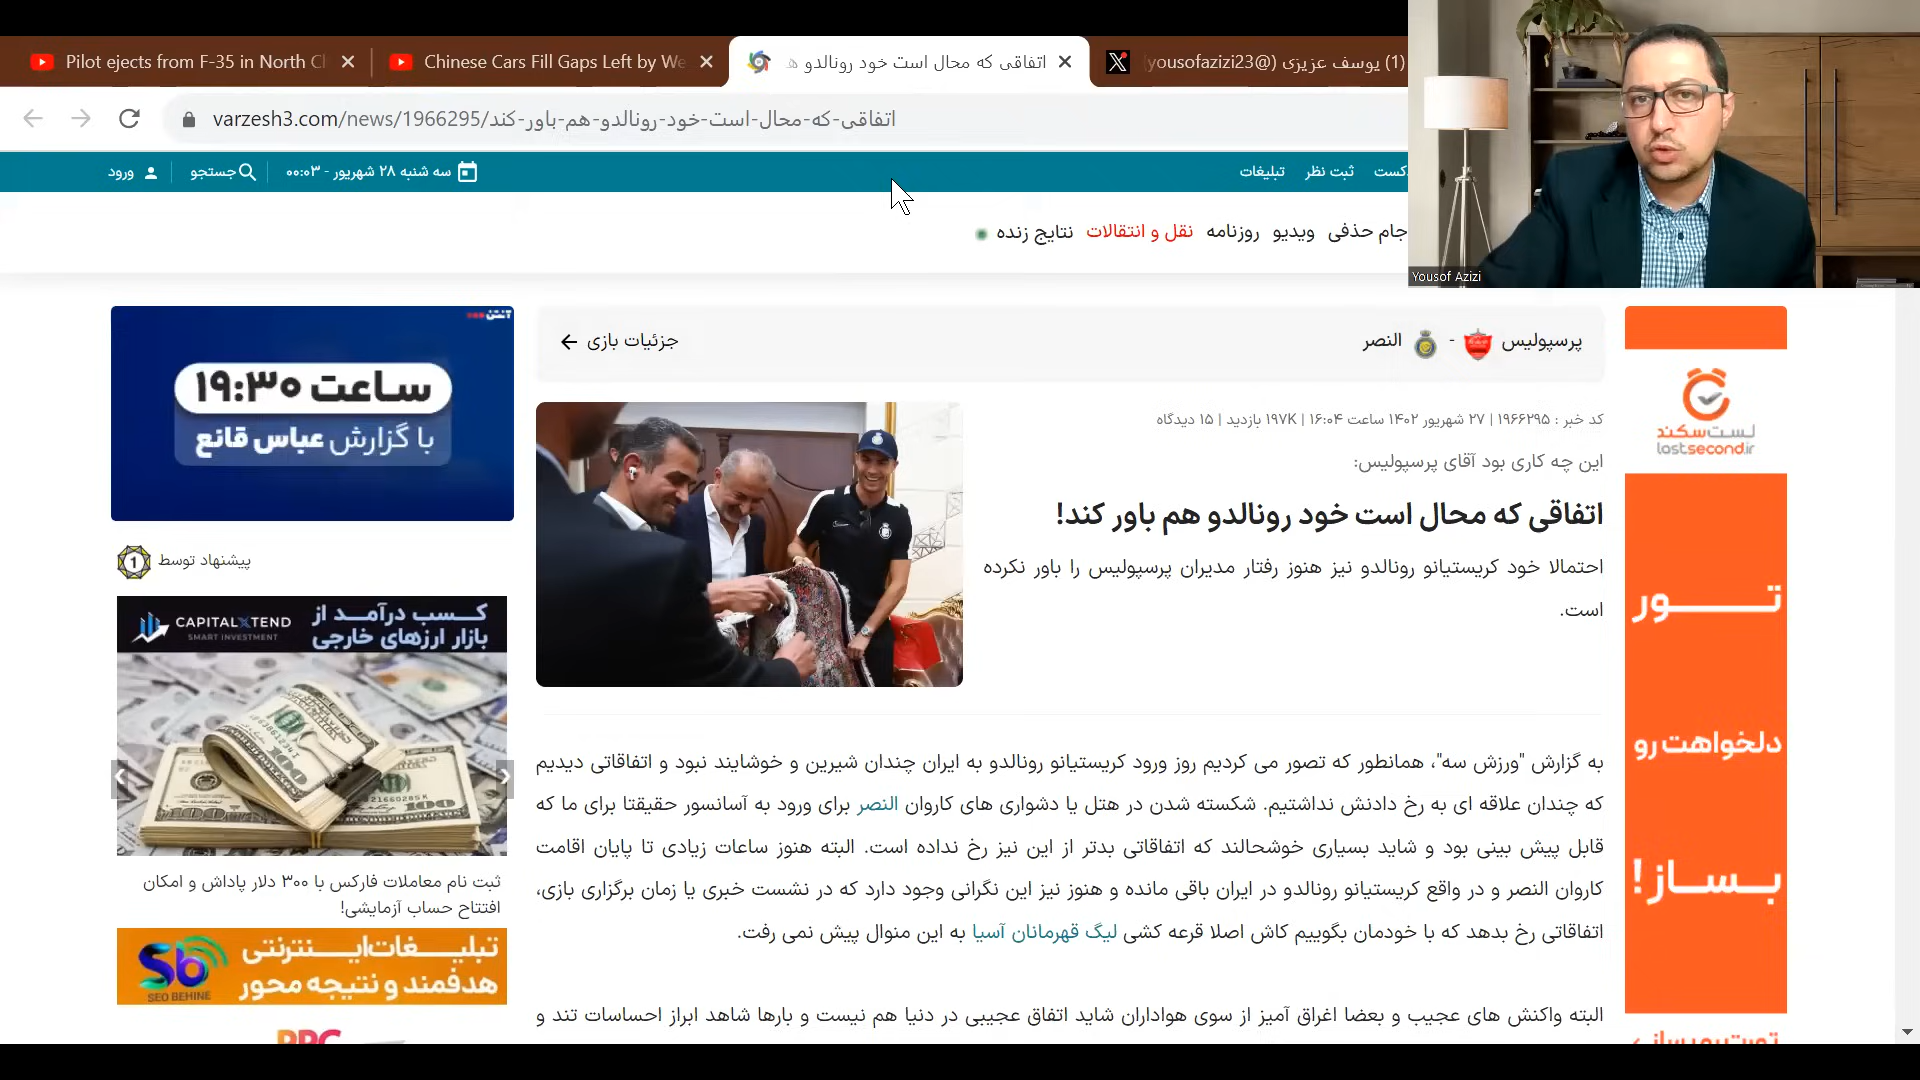 Pilot ejects from F-35 in North C
Chinese Cars Fill Gaps Left by We
اتفاقی که محال است خود رونالدو ه
(1) یوسف عزیزی (@yousofazizi23)
varzesh3.com/news/1966295/اتفاقی-که-محال-است-خود-رونالدو-هم-باور-کند
ورود
جستجو
سه شنبه ۲۸ شهریور - ۰۰:۰۳
تبلیغات
ثبت نظر
جام حذفی ویدیو روزنامه نقل و انتقالات نتایج زنده
Yousof Azizi
ساعت ۱۹:۳۰
با گزارش عباس قانع
پرسپولیس - النصر
جزئیات بازی
کد خبر : ۱۹۶۶۲۹۵ | ۲۷ شهریور ۱۴۰۲ ساعت ۱۶:۰۴ | ۱۹۷K بازدید | ۱۵ دیدگاه
این چه کاری بود آقای پرسپولیس:
اتفاقی که محال است خود رونالدو هم باور کند!
احتمالا خود کریستیانو رونالدو نیز هنوز رفتار مدیران پرسپولیس را باور نکرده
است.
به گزارش "ورزش سه"، همانطور که تصور می کردیم روز ورود کریستیانو رونالدو به ایران چندان شیرین و خوشایند نبود و اتفاقاتی دیدیم
که چندان علاقه ای به رخ دادنش نداشتیم. شکسته شدن در هتل یا دشواری های کاروان النصر برای ورود به آسانسور حقیقتا برای ما که
قابل پیش بینی بود و شاید بسیاری خوشحالند که اتفاقاتی بدتر از این نیز رخ نداده است. البته هنوز ساعات زیادی تا پایان اقامت
کاروان النصر و در واقع کریستیانو رونالدو در ایران باقی مانده و هنوز نیز این نگرانی وجود دارد که در نشست خبری یا زمان برگزاری بازی،
اتفاقاتی رخ بدهد که با خودمان بگوییم کاش اصلا قرعه کشی لیگ قهرمانان آسیا به این منوال پیش نمی رفت.
البته واکنش های عجیب و بعضا اغراق آمیز از سوی هواداران شاید اتفاق عجیبی در دنیا هم نیست و بارها شاهد ابراز احساسات تند و
پیشنهاد توسط
CAPITALXTEND
SMART INVESTMENT
کسب درآمد از
بازار ارزهای خارجی
ثبت نام معاملات فارکس با ۳۰۰ دلار پاداش و امکان
افتتاح حساب آزمایشی!
Sb
SEO BEHINE
تبلیغات اینترنتی
هدفمند و نتیجه محور
لست سکند
lastsecond.ir
تور
دلخواهت رو
بساز!